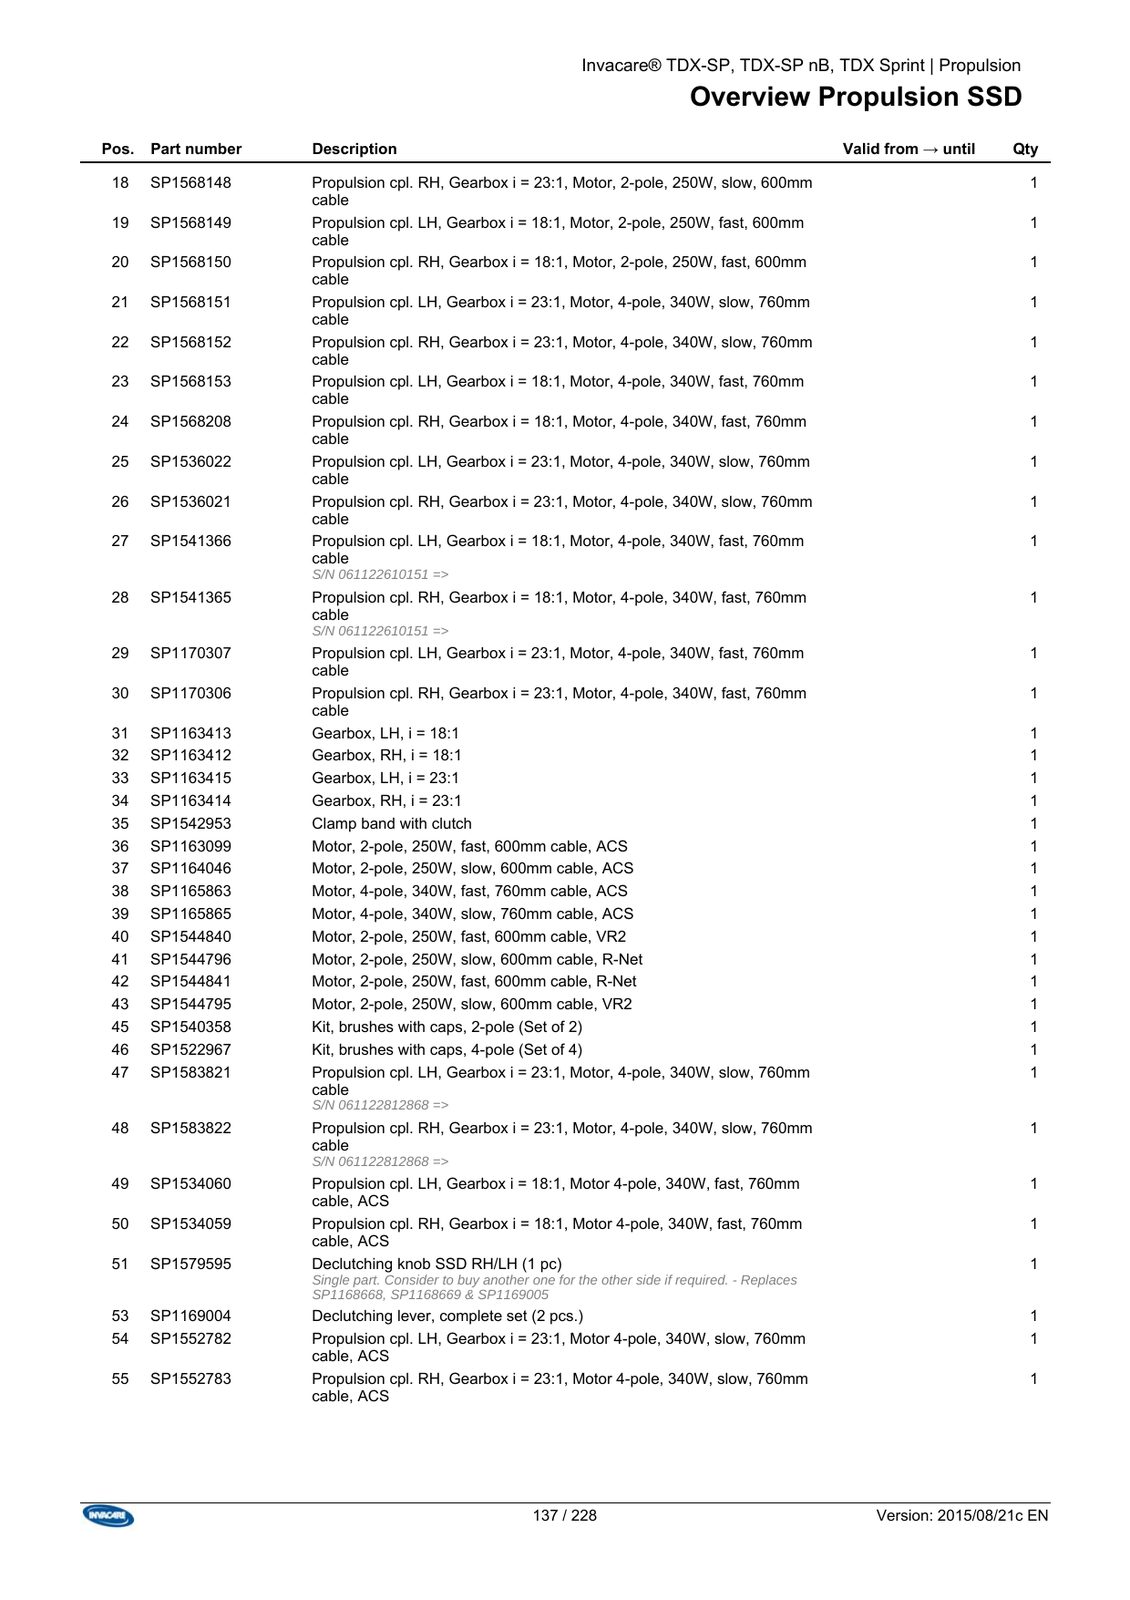 Invacare® TDX-SP, TDX-SP nB, TDX Sprint | Propulsion
Overview Propulsion SSD
Pos. Part number Description Valid from → until Qty
18 SP1568148 Propulsion cpl. RH, Gearbox i = 23:1, Motor, 2-pole, 250W, slow, 600mm 1
cable
19 SP1568149 Propulsion cpl. LH, Gearbox i = 18:1, Motor, 2-pole, 250W, fast, 600mm 1
cable
20 SP1568150 Propulsion cpl. RH, Gearbox i = 18:1, Motor, 2-pole, 250W, fast, 600mm 1
cable
21 SP1568151 Propulsion cpl. LH, Gearbox i = 23:1, Motor, 4-pole, 340W, slow, 760mm 1
cable
22 SP1568152 Propulsion cpl. RH, Gearbox i = 23:1, Motor, 4-pole, 340W, slow, 760mm 1
cable
23 SP1568153 Propulsion cpl. LH, Gearbox i = 18:1, Motor, 4-pole, 340W, fast, 760mm 1
cable
24 SP1568208 Propulsion cpl. RH, Gearbox i = 18:1, Motor, 4-pole, 340W, fast, 760mm 1
cable
25 SP1536022 Propulsion cpl. LH, Gearbox i = 23:1, Motor, 4-pole, 340W, slow, 760mm 1
cable
26 SP1536021 Propulsion cpl. RH, Gearbox i = 23:1, Motor, 4-pole, 340W, slow, 760mm 1
cable
27 SP1541366 Propulsion cpl. LH, Gearbox i = 18:1, Motor, 4-pole, 340W, fast, 760mm 1
cable
S/N 061122610151 =>
28 SP1541365 Propulsion cpl. RH, Gearbox i = 18:1, Motor, 4-pole, 340W, fast, 760mm 1
cable
S/N 061122610151 =>
29 SP1170307 Propulsion cpl. LH, Gearbox i = 23:1, Motor, 4-pole, 340W, fast, 760mm 1
cable
30 SP1170306 Propulsion cpl. RH, Gearbox i = 23:1, Motor, 4-pole, 340W, fast, 760mm 1
cable
31 SP1163413 Gearbox, LH, i = 18:1 1
32 SP1163412 Gearbox, RH, i = 18:1 1
33 SP1163415 Gearbox, LH, i = 23:1 1
34 SP1163414 Gearbox, RH, i = 23:1 1
35 SP1542953 Clamp band with clutch 1
36 SP1163099 Motor, 2-pole, 250W, fast, 600mm cable, ACS 1
37 SP1164046 Motor, 2-pole, 250W, slow, 600mm cable, ACS 1
38 SP1165863 Motor, 4-pole, 340W, fast, 760mm cable, ACS 1
39 SP1165865 Motor, 4-pole, 340W, slow, 760mm cable, ACS 1
40 SP1544840 Motor, 2-pole, 250W, fast, 600mm cable, VR2 1
41 SP1544796 Motor, 2-pole, 250W, slow, 600mm cable, R-Net 1
42 SP1544841 Motor, 2-pole, 250W, fast, 600mm cable, R-Net 1
43 SP1544795 Motor, 2-pole, 250W, slow, 600mm cable, VR2 1
45 SP1540358 Kit, brushes with caps, 2-pole (Set of 2) 1
46 SP1522967 Kit, brushes with caps, 4-pole (Set of 4) 1
47 SP1583821 Propulsion cpl. LH, Gearbox i = 23:1, Motor, 4-pole, 340W, slow, 760mm 1
cable
S/N 061122812868 =>
48 SP1583822 Propulsion cpl. RH, Gearbox i = 23:1, Motor, 4-pole, 340W, slow, 760mm 1
cable
S/N 061122812868 =>
49 SP1534060 Propulsion cpl. LH, Gearbox i = 18:1, Motor 4-pole, 340W, fast, 760mm 1
cable, ACS
50 SP1534059 Propulsion cpl. RH, Gearbox i = 18:1, Motor 4-pole, 340W, fast, 760mm 1
cable, ACS
51 SP1579595 Declutching knob SSD RH/LH (1 pc) 1
Single part. Consider to buy another one for the other side if required. - Replaces
SP1168668, SP1168669 & SP1169005
53 SP1169004 Declutching lever, complete set (2 pcs.) 1
54 SP1552782 Propulsion cpl. LH, Gearbox i = 23:1, Motor 4-pole, 340W, slow, 760mm 1
cable, ACS
55 SP1552783 Propulsion cpl. RH, Gearbox i = 23:1, Motor 4-pole, 340W, slow, 760mm 1
cable, ACS
INVACARE 137 / 228 Version: 2015/08/21c EN